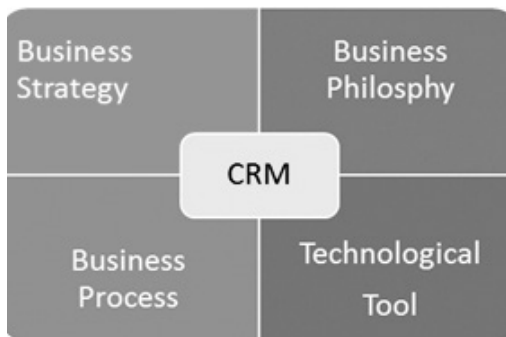 Business
Strategy
Business
Philosphy
CRM
Business
Process
Technological
Tool